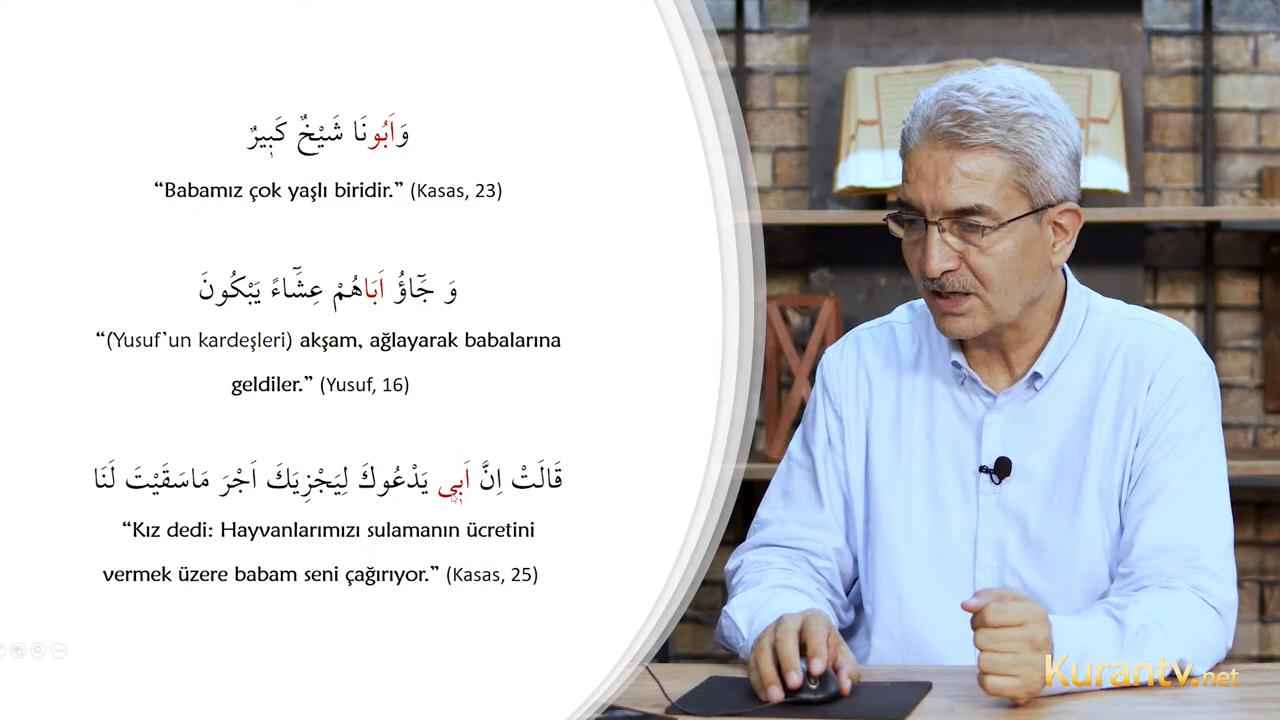 وَاَبُونَا شَيْخٌ كَبِيرٌ
“Babamız çok yaşlı biridir.” (Kasas, 23)
وَ جَٓاؤُ اَبَاهُمْ عِشَٓاءً يَبْكُونَ
“(Yusuf’un kardeşleri) akşam, ağlayarak babalarına
geldiler.” (Yusuf, 16)
قَالَتْ اِنَّ اَبِي يَدْعُوكَ لِيَجْزِيَكَ اَجْرَ مَاسَقَيْتَ لَنَا
“Kız dedi: Hayvanlarımızı sulamanın ücretini
vermek üzere babam seni çağırıyor.” (Kasas, 25)
Kurantv.net